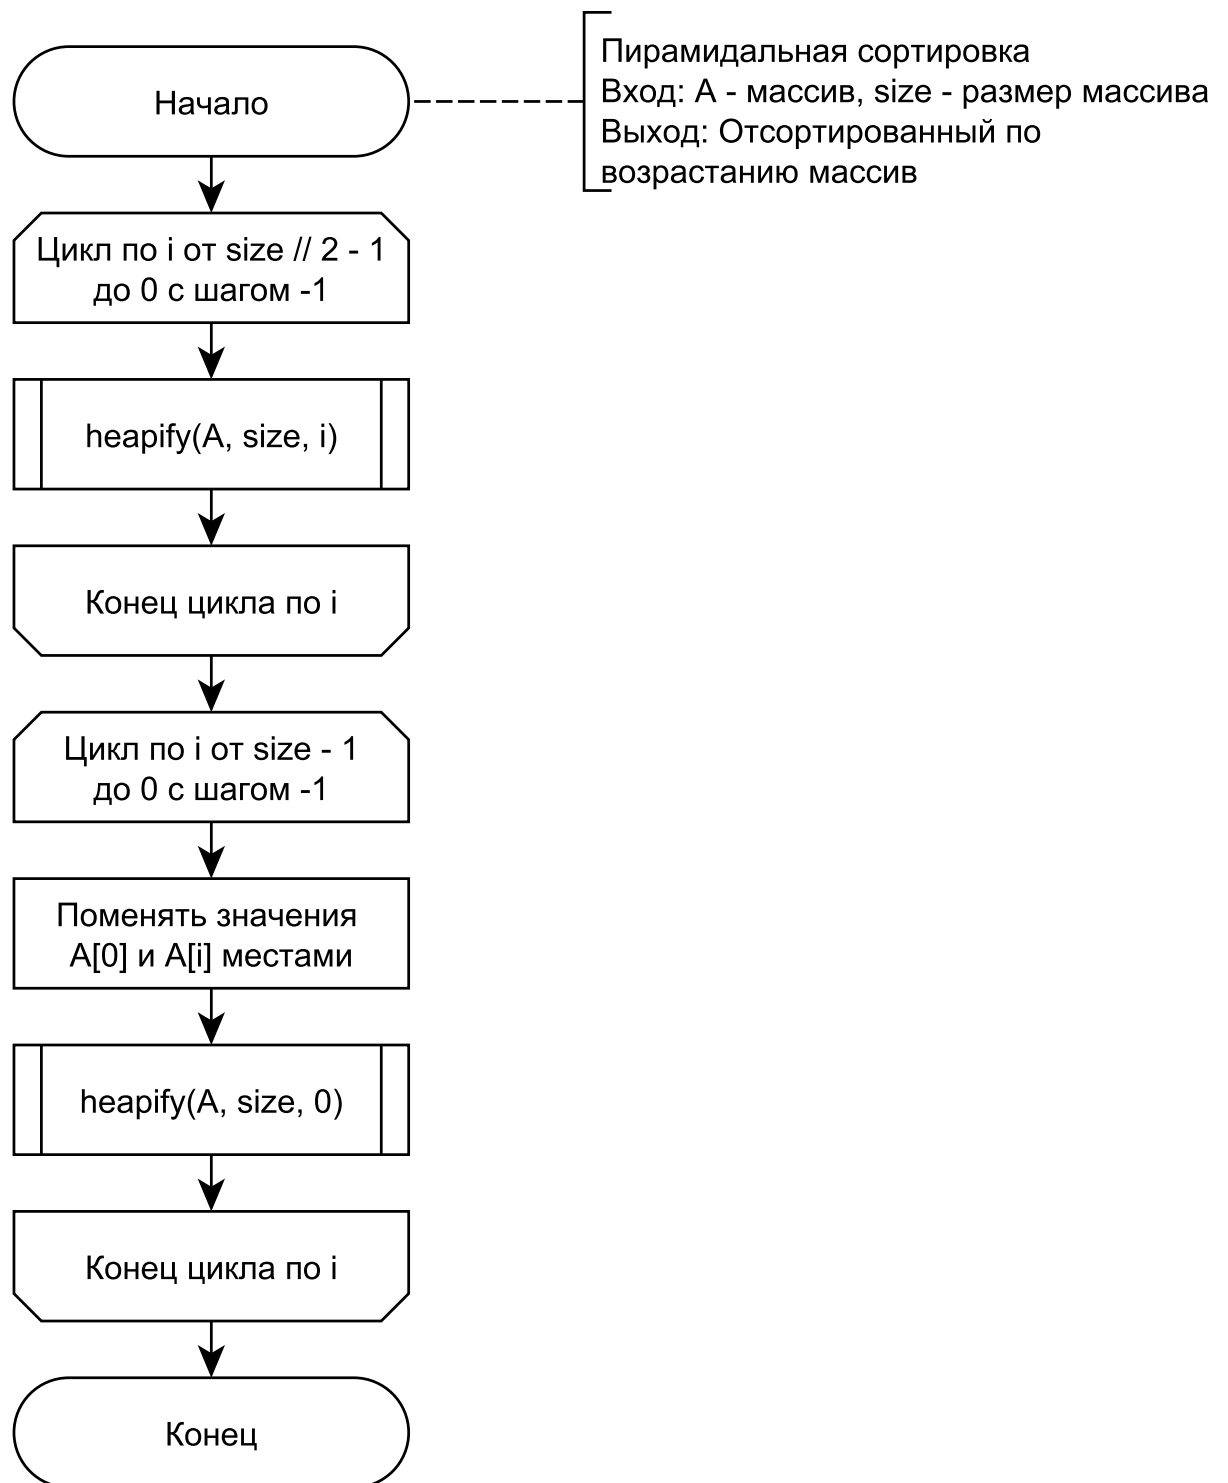 Начало
Пирамидальная сортировка
Вход: A - массив, size - размер массива
Выход: Отсортированный по
возрастанию массив
Цикл по i от size // 2 - 1
до 0 с шагом -1
heapify(A, size, i)
Конец цикла по i
Цикл по i от size - 1
до 0 с шагом -1
Поменять значения
A[0] и A[i] местами
heapify(A, size, 0)
Конец цикла по i
Конец